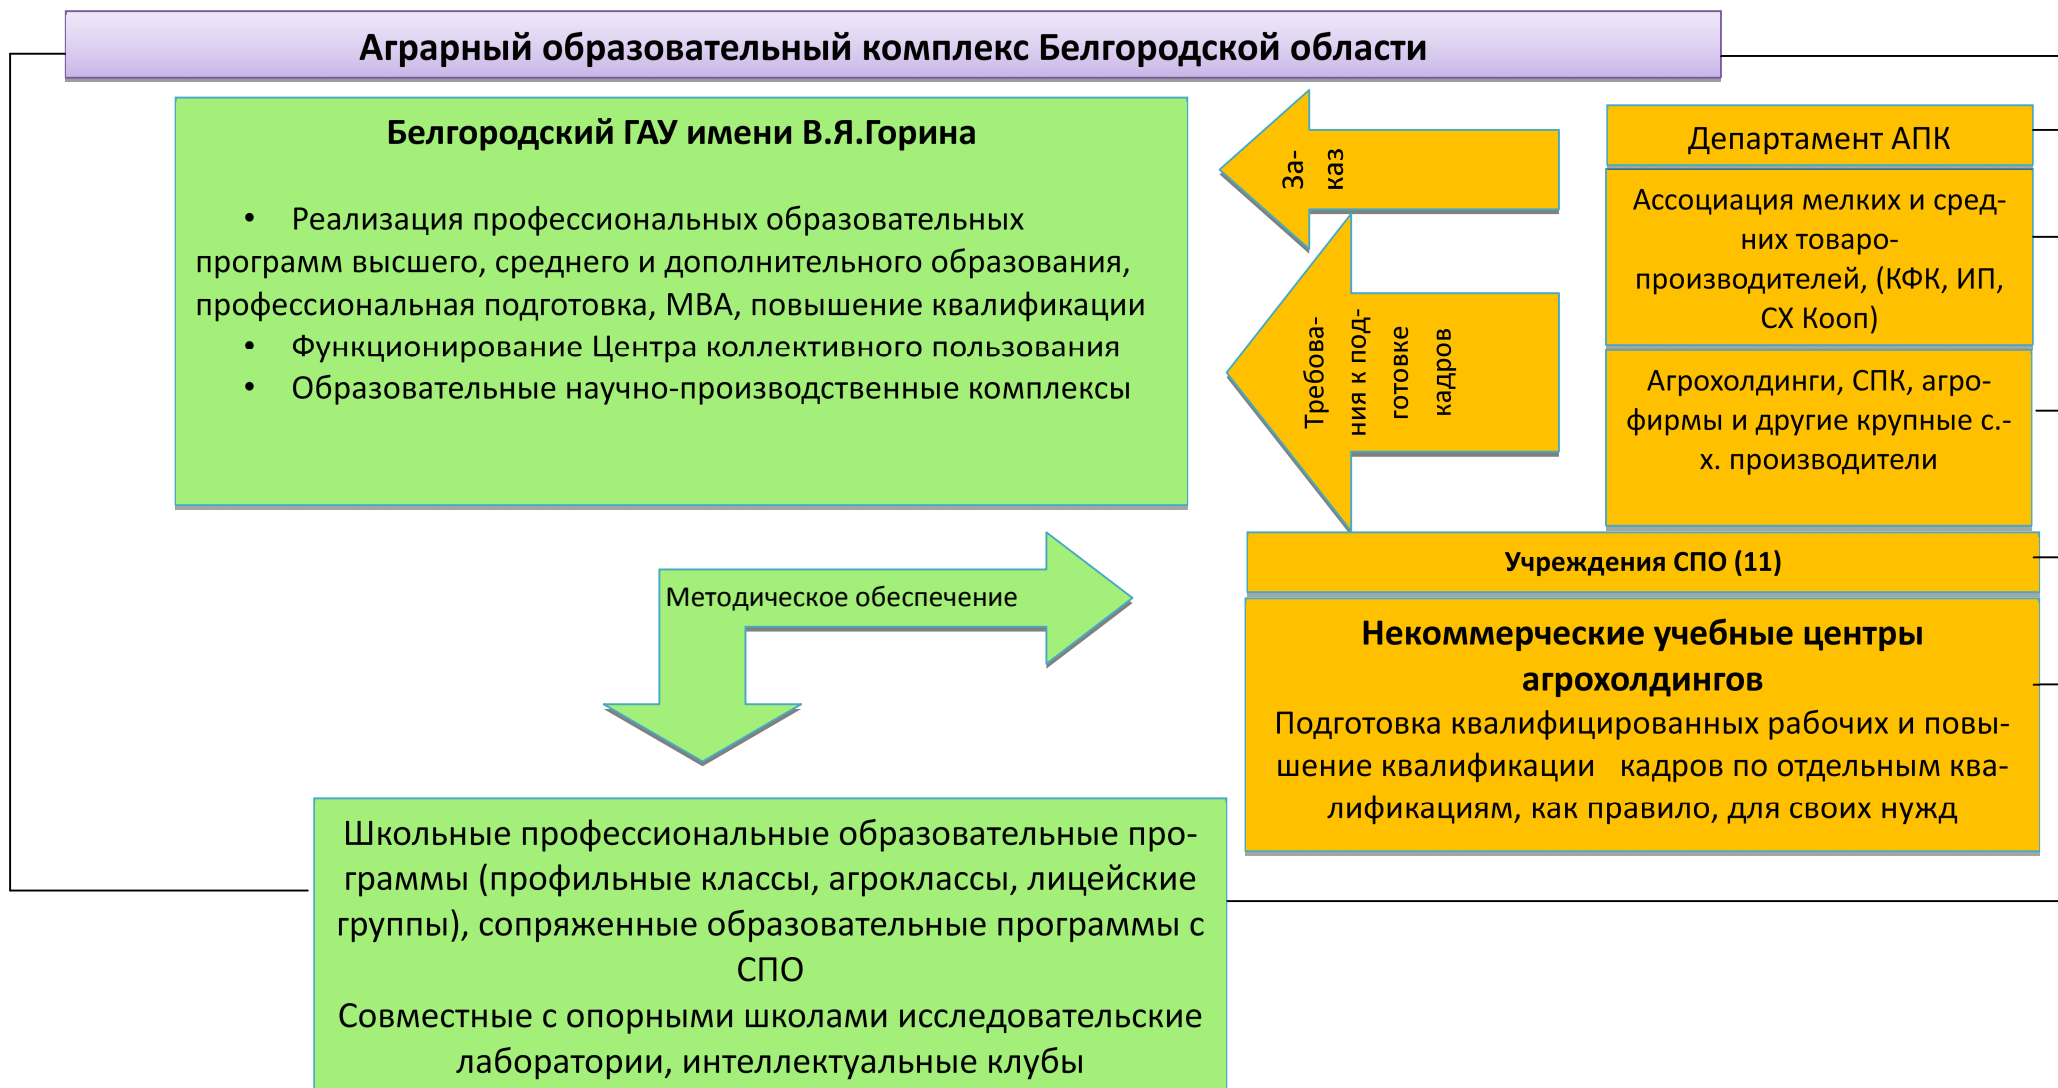 Аграрный образовательный комплекс Белгородской области
Белгородский ГАУ имени В.Я.Горина
• Реализация профессиональных образовательных
программ высшего, среднего и дополнительного образования,
профессиональная подготовка, МВА, повышение квалификации
• Функционирование Центра коллективного пользования
• Образовательные научно-производственные комплексы
За-
каз
Требова-
ния к под-
готовке
кадров
Департамент АПК
Ассоциация мелких и сред-
них товаро-
производителей, (КФК, ИП,
СХ Кооп)
Агрохолдинги, СПК, агро-
фирмы и другие крупные с.-
х. производители
Методическое обеспечение
Учреждения СПО (11)
Некоммерческие учебные центры
агрохолдингов
Подготовка квалифицированных рабочих и повы-
шение квалификации кадров по отдельным ква-
лификациям, как правило, для своих нужд
Школьные профессиональные образовательные про-
граммы (профильные классы, агроклассы, лицейские
группы), сопряженные образовательные программы с
СПО
Совместные с опорными школами исследовательские
лаборатории, интеллектуальные клубы